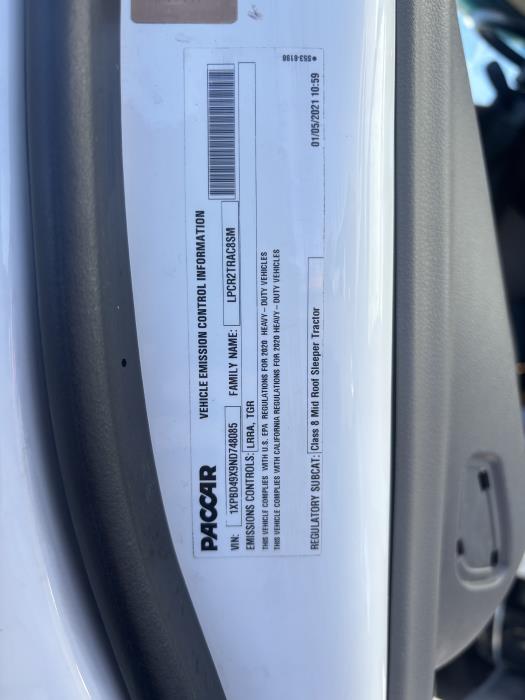 S53-6198
PACCAR
VEHICLE EMISSION CONTROL INFORMATION
VIN: 1XPBD49X9ND748085 FAMILY NAME: LPCR2TRAC8SM
EMISSIONS CONTROLS: LRRA, TGR
THIS VEHICLE COMPLIES WITH U.S. EPA REGULATIONS FOR 2020 HEAVY-DUTY VEHICLES
THIS VEHICLE COMPLIES WITH CALIFORNIA REGULATIONS FOR 2020 HEAVY-DUTY VEHICLES
REGULATORY SUBCAT: Class 8 Mid Roof Sleeper Tractor 01/05/2021 10:59